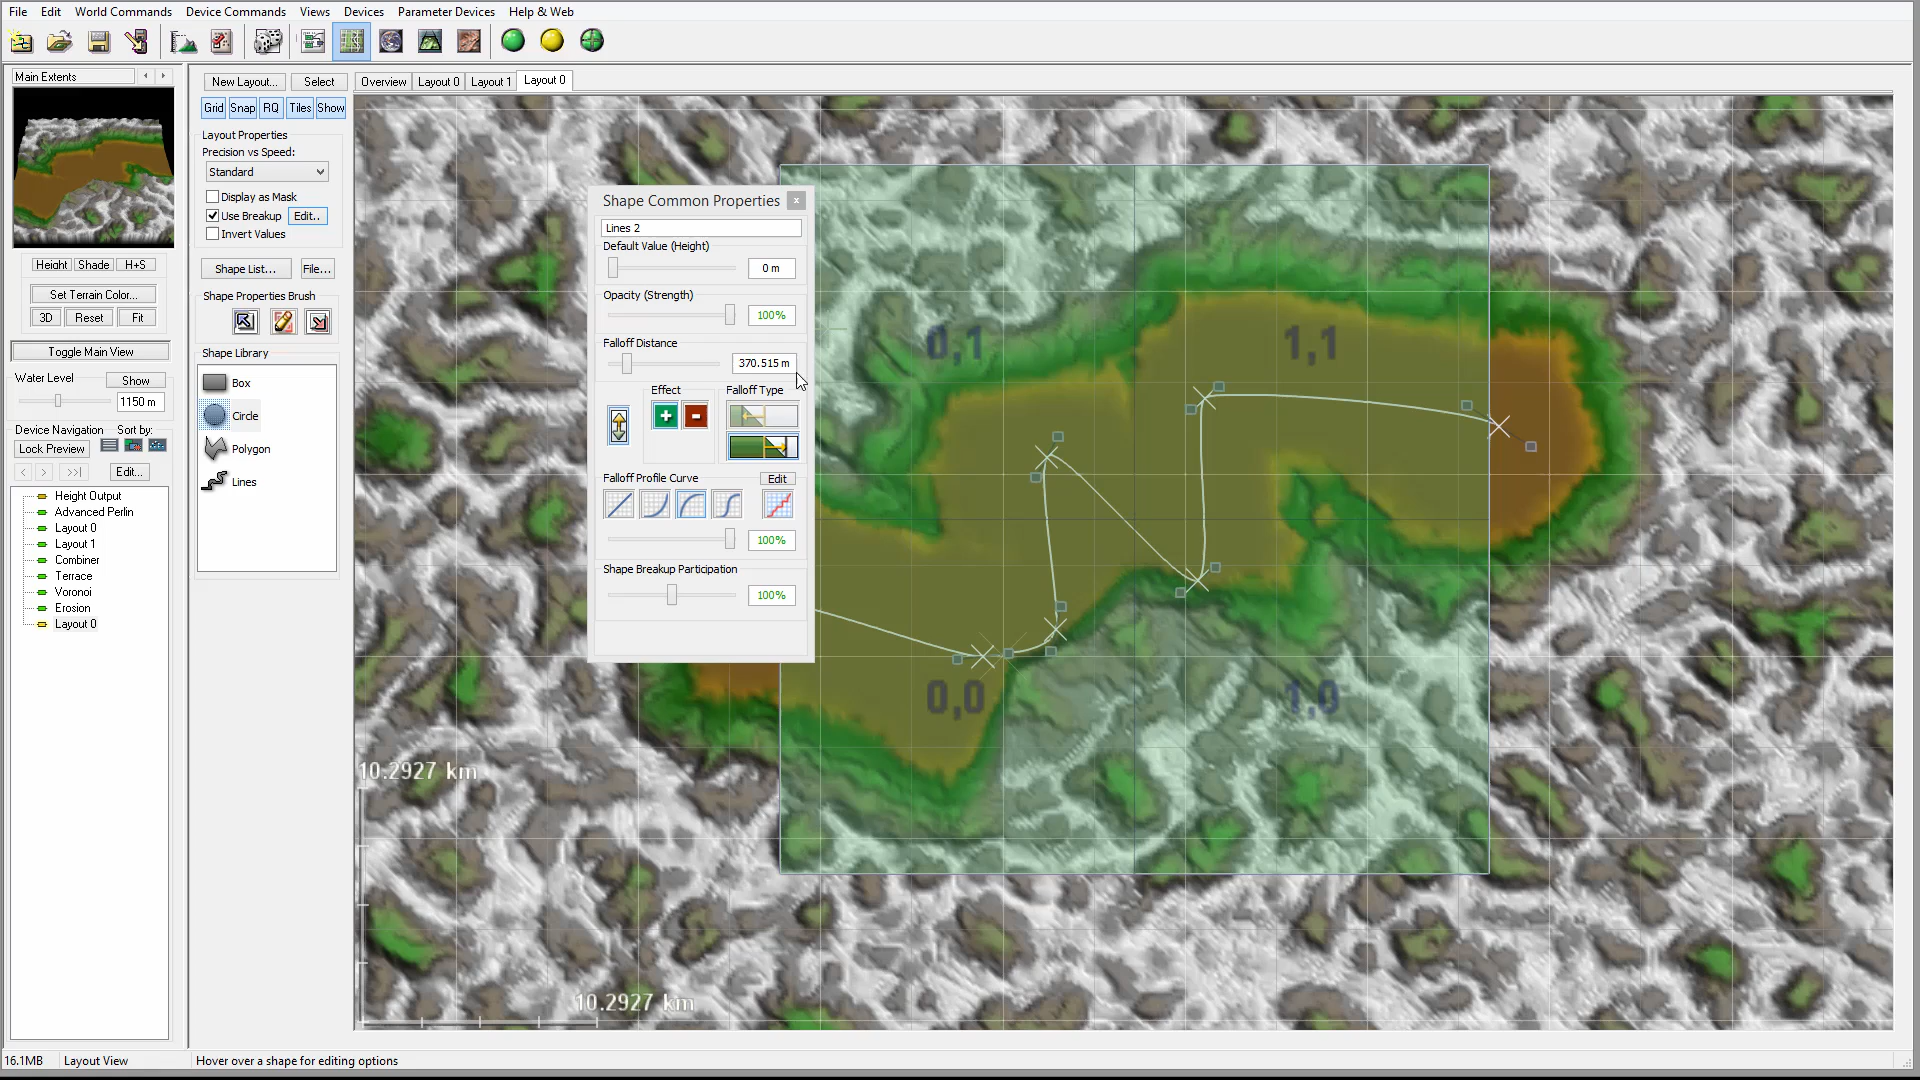 File Edit World Commands Device Commands Views Devices Parameter Devices Help & Web
Main Extents
New Layout... Select
Overview Layout 0 Layout 1 Layout 0
Grid Snap RQ Tiles Show
Layout Properties
Precision vs Speed:
Standard
Display as Mask
Use Breakup Edit..
Invert Values
Height Shade H+S
Shape List... File...
Set Terrain Color...
Shape Properties Brush
3D Reset Fit
Toggle Main View
Shape Library
Water Level Show
1150 m
Box
Circle
Polygon
Lines
Device Navigation Sort by:
Lock Preview
< > >>| Edit...
Height Output
Advanced Perlin
Layout 0
Layout 1
Combiner
Terrace
Voronoi
Erosion
Layout 0
Shape Common Properties x
Lines 2
Default Value (Height)
0 m
Opacity (Strength)
100%
Falloff Distance
370.515 m
Effect Falloff Type
+ -
Falloff Profile Curve Edit
100%
Shape Breakup Participation
100%
0,1 1,1
0,0 1,0
10.2927 km
10.2927 km
16.1MB Layout View Hover over a shape for editing options